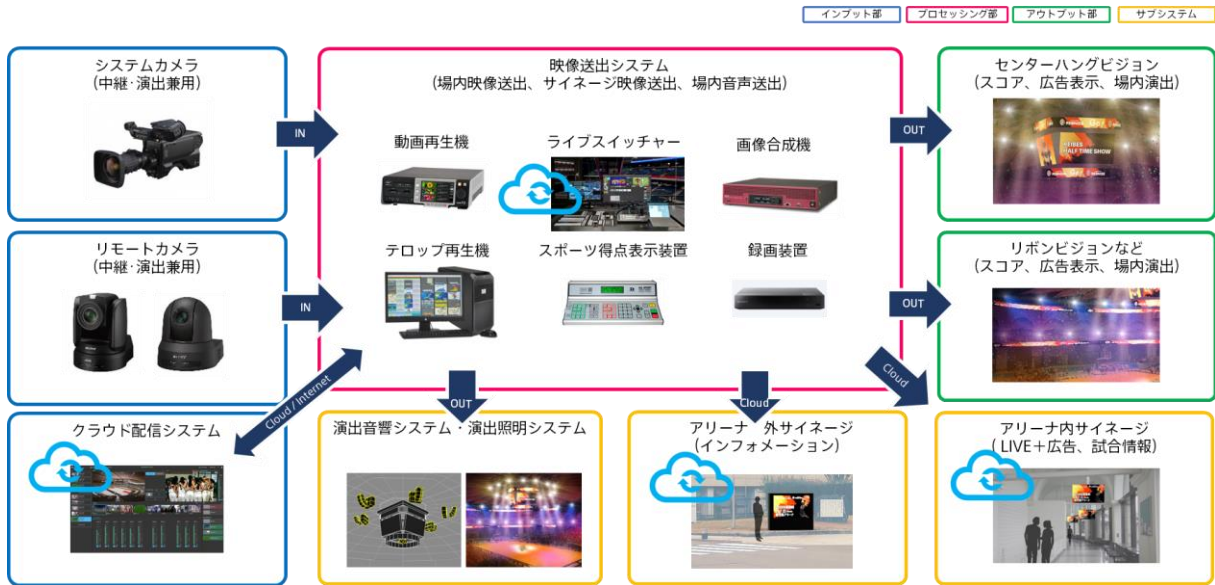 インプット部
プロセッシング部
アウトプット部
サブシステム
システムカメラ
(中継・演出兼用)
IN
映像送出システム
(場内映像送出、サイネージ映像送出、場内音声送出)
動画再生機
ライブスイッチャー
画像合成機
テロップ再生機
スポーツ得点表示装置
録画装置
OUT
センターハングビジョン
(スコア、広告表示、場内演出)
HALF TIME SHOW
リモートカメラ
(中継・演出兼用)
IN
OUT
リボンビジョンなど
(スコア、広告表示、場内演出)
Cloud / Internet
OUT
Cloud
Cloud
クラウド配信システム
演出音響システム・演出照明システム
アリーナ 外サイネージ
(インフォメーション)
アリーナ内サイネージ
( LIVE+広告、試合情報)